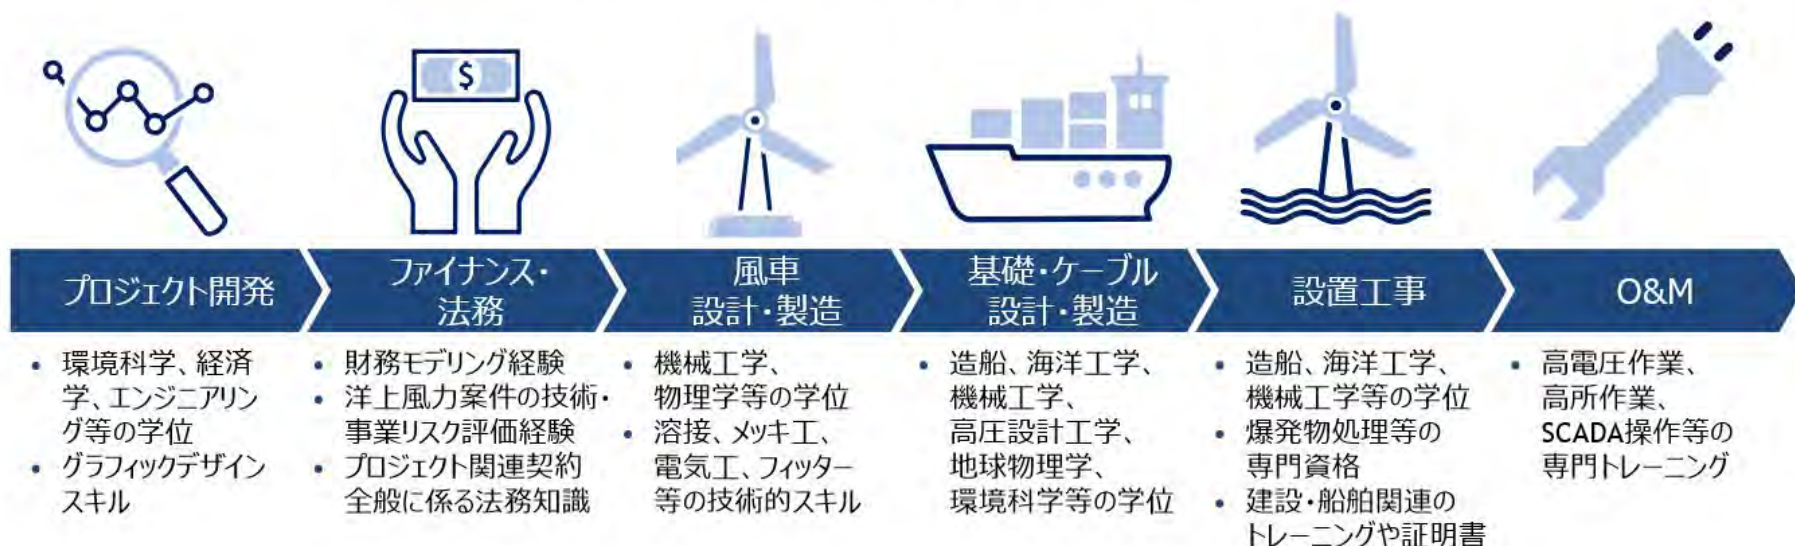 $
プロジェクト開発
ファイナンス・
法務
風車
設計・製造
基礎・ケーブル
設計・製造
設置工事
O&M
• 環境科学、経済
学、エンジニアリン
グ等の学位
• グラフィックデザイン
スキル
• 財務モデリング経験
• 洋上風力案件の技術・
事業リスク評価経験
• プロジェクト関連契約
全般に係る法務知識
• 機械工学、
物理学等の学位
• 溶接、メッキ工、
電気工、フィッター
等の技術的スキル
• 造船、海洋工学、
機械工学、
高圧設計工学、
地球物理学、
環境科学等の学位
• 造船、海洋工学、
機械工学等の学位
• 爆発物処理等の
専門資格
• 建設・船舶関連の
トレーニングや証明書
• 高電圧作業、
高所作業、
SCADA操作等の
専門トレーニング